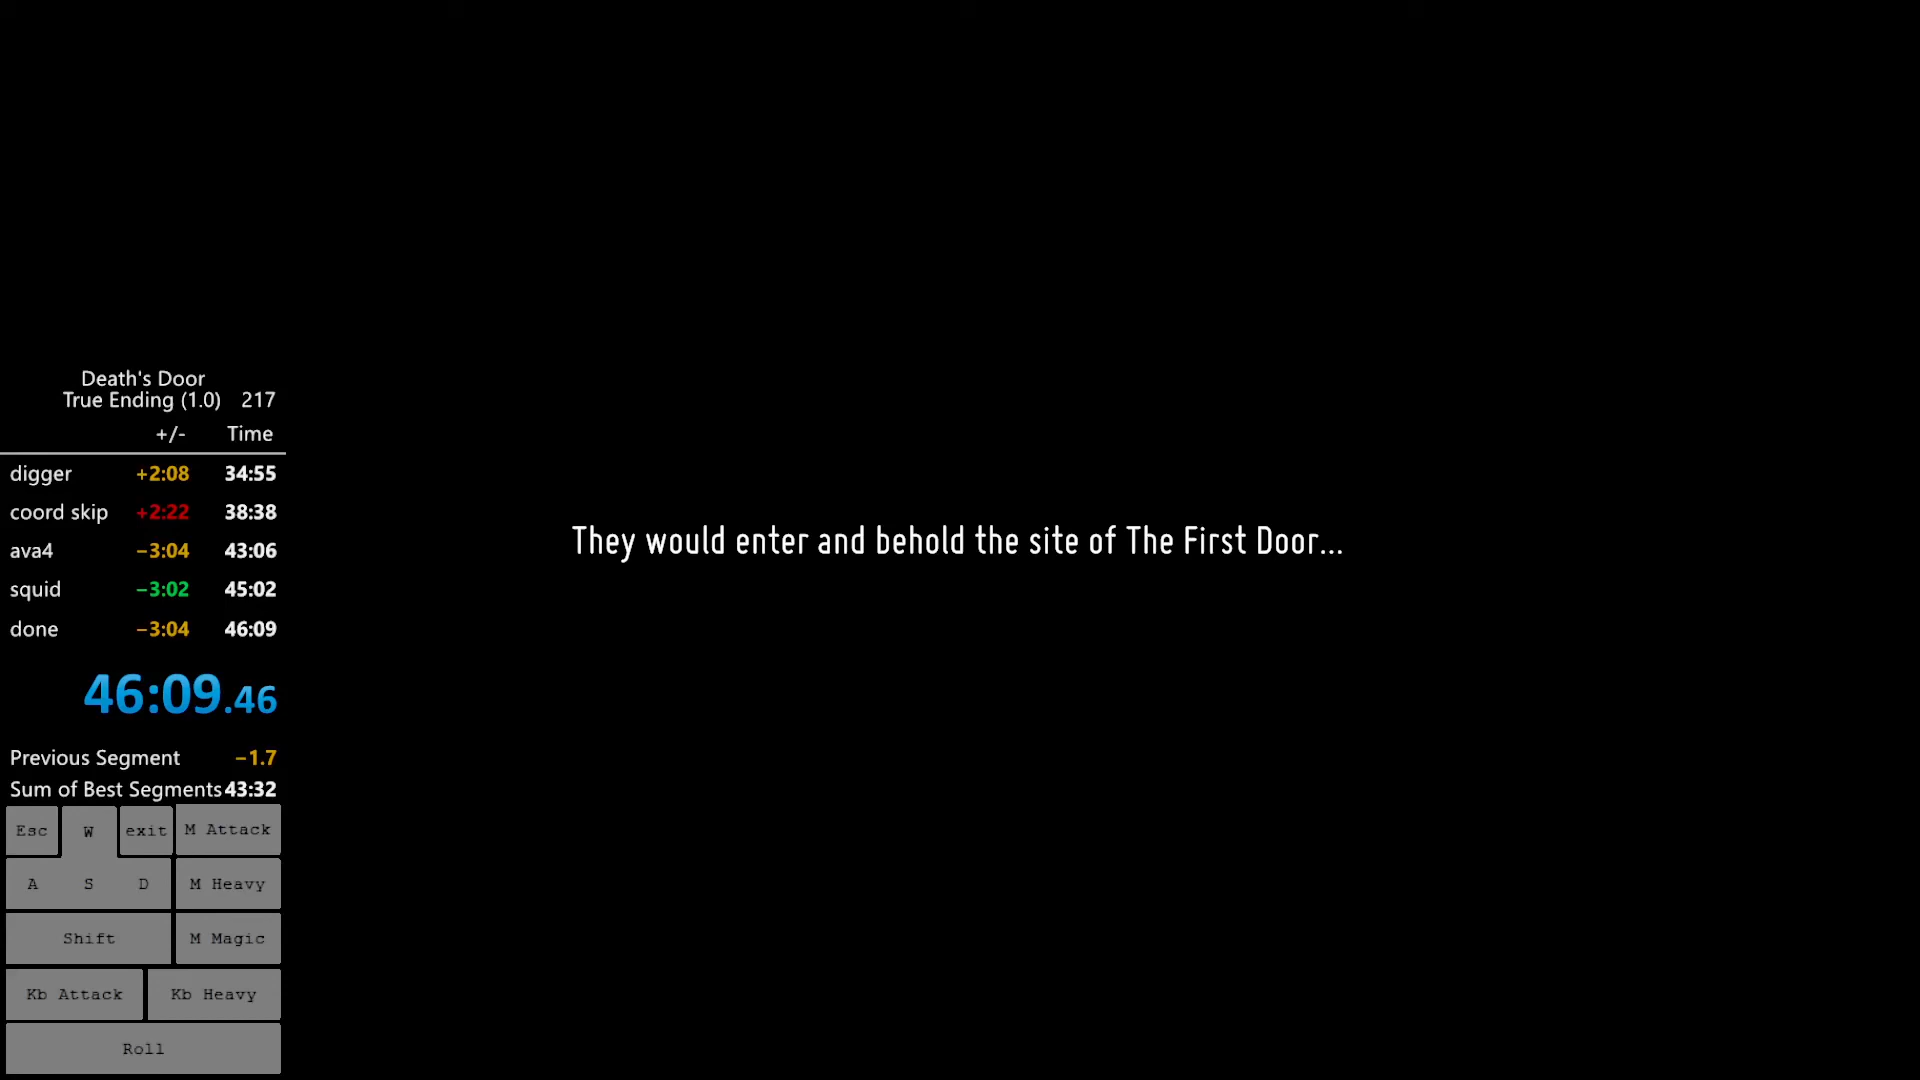 Death's Door
True Ending (1.0) 217
+/- Time
digger +2:08 34:55
coord skip +2:22 38:38
ava4 −3:04 43:06
squid −3:02 45:02
done −3:04 46:09
46:09.46
Previous Segment −1.7
Sum of Best Segments 43:32
Esc W exit M Attack
A S D M Heavy
Shift M Magic
Kb Attack Kb Heavy
Roll
They would enter and behold the site of The First Door...